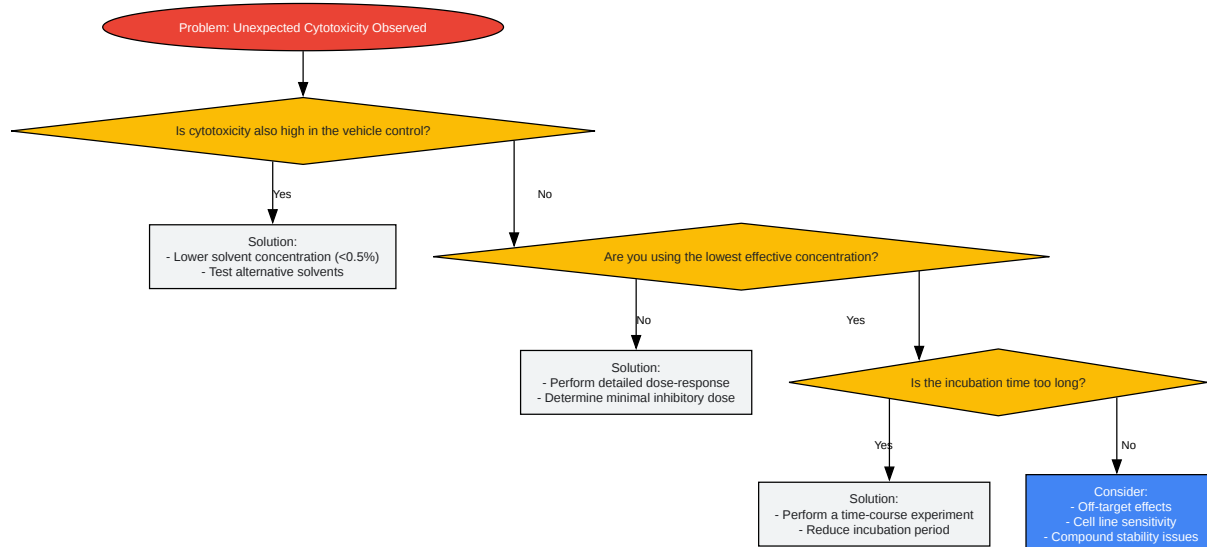 Problem: Unexpected Cytotoxicity Observed
Is cytotoxicity also high in the vehicle control?
Yes
No
Solution:
- Lower solvent concentration (<0.5%)
- Test alternative solvents
Are you using the lowest effective concentration?
No
Yes
Solution:
- Perform detailed dose-response
- Determine minimal inhibitory dose
Is the incubation time too long?
Yes
No
Solution:
- Perform a time-course experiment
- Reduce incubation period
Consider:
- Off-target effects
- Cell line sensitivity
- Compound stability issues